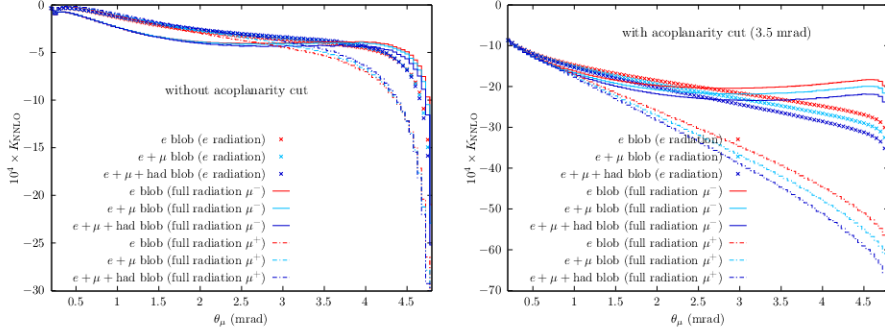 0
−5
−10
−15
−20
−25
−30
10⁴ × K_NNLO
without acoplanarity cut
e blob (e radiation)
e + μ blob (e radiation)
e + μ + had blob (e radiation)
e blob (full radiation μ⁻)
e + μ blob (full radiation μ⁻)
e + μ + had blob (full radiation μ⁻)
e blob (full radiation μ⁺)
e + μ blob (full radiation μ⁺)
e + μ + had blob (full radiation μ⁺)
0.5 1 1.5 2 2.5 3 3.5 4 4.5
θ_μ (mrad)
0
−10
−20
−30
−40
−50
−60
−70
10⁴ × K_NNLO
with acoplanarity cut (3.5 mrad)
e blob (e radiation)
e + μ blob (e radiation)
e + μ + had blob (e radiation)
e blob (full radiation μ⁻)
e + μ blob (full radiation μ⁻)
e + μ + had blob (full radiation μ⁻)
e blob (full radiation μ⁺)
e + μ blob (full radiation μ⁺)
e + μ + had blob (full radiation μ⁺)
0.5 1 1.5 2 2.5 3 3.5 4 4.5
θ_μ (mrad)